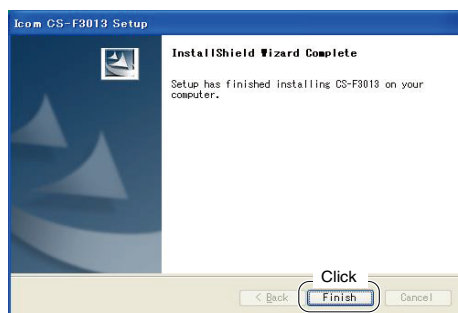 Icom CS-F3013 Setup
InstallShield Wizard Complete
Setup has finished installing CS-F3013 on your
computer.
Click
< Back
Finish
Cancel